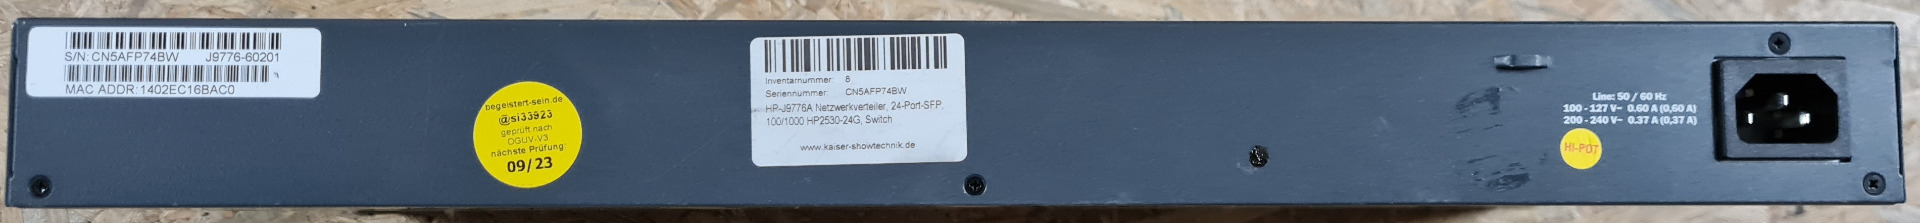 S/N: CN5AFP74BW J9776-60201
MAC ADDR: 1402EC16BAC0
begeistert-sein.de
@si33923
geprüft nach
DGUV-V3
nächste Prüfung:
09/23
Inventarnummer: 8
Seriennummer: CN5AFP74BW
HP-J9776A Netzwerkverteiler, 24-Port-SFP,
100/1000 HP2530-24G, Switch
www.kaiser-showtechnik.de
Line: 50 / 60 Hz
100 - 127 V~ 0.60 A (0,60 A)
200 - 240 V~ 0.37 A (0,37 A)
HI-POT